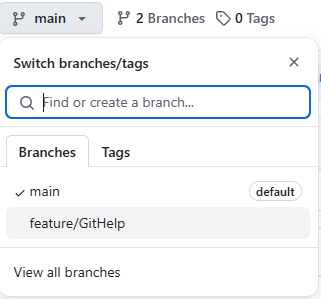 main 2 Branches 0 Tags
Switch branches/tags
Find or create a branch...
Branches Tags
main default
feature/GitHelp
View all branches